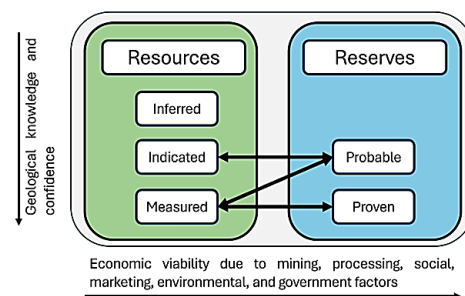 Geological knowledge and
confidence
Resources
Reserves
Inferred
Indicated
Probable
Measured
Proven
Economic viability due to mining, processing, social,
marketing, environmental, and government factors